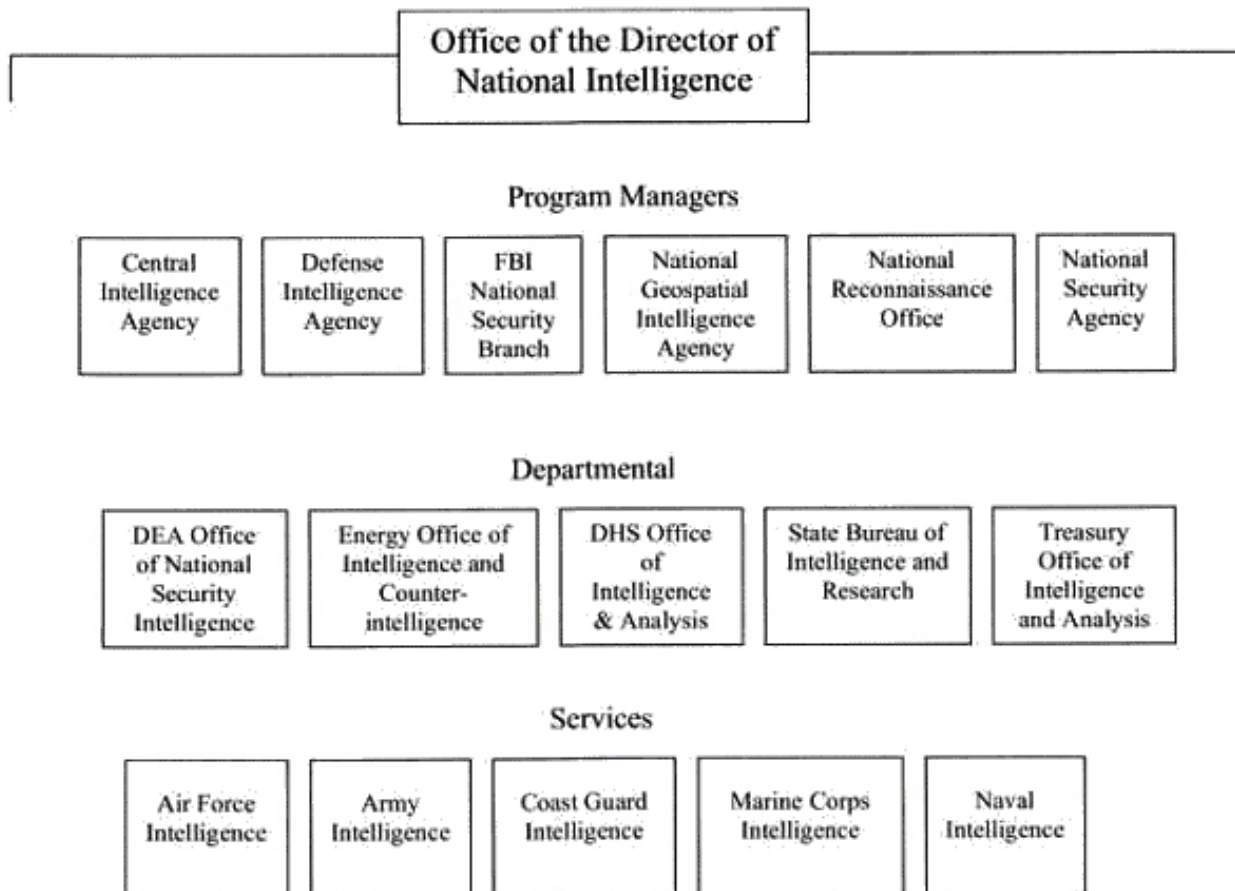 Office of the Director of
National Intelligence
Program Managers
Central
Intelligence
Agency
Defense
Intelligence
Agency
FBI
National
Security
Branch
National
Geospatial
Intelligence
Agency
National
Reconnaissance
Office
National
Security
Agency
Departmental
DEA Office
of National
Security
Intelligence
Energy Office of
Intelligence and
Counter-
intelligence
DHS Office
of
Intelligence
& Analysis
State Bureau of
Intelligence and
Research
Treasury
Office of
Intelligence
and Analysis
Services
Air Force
Intelligence
Army
Intelligence
Coast Guard
Intelligence
Marine Corps
Intelligence
Naval
Intelligence